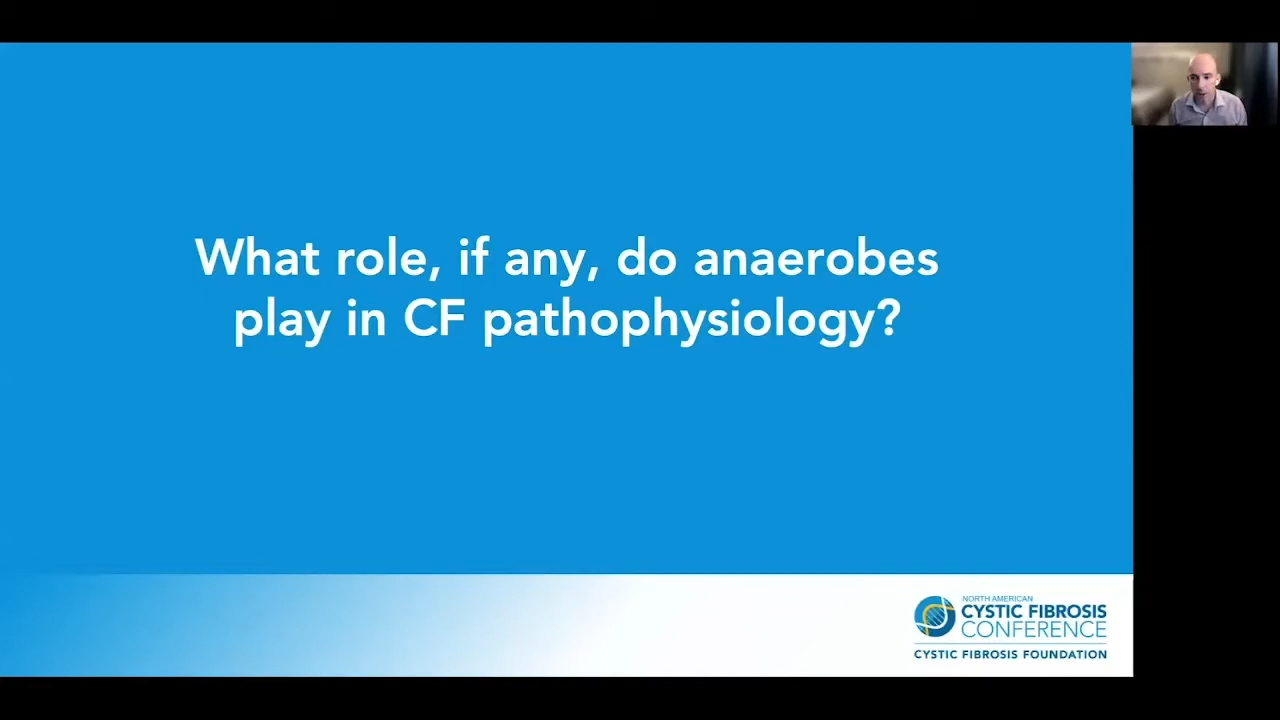 What role, if any, do anaerobes
play in CF pathophysiology?
NORTH AMERICAN
CYSTIC FIBROSIS
CONFERENCE
CYSTIC FIBROSIS FOUNDATION